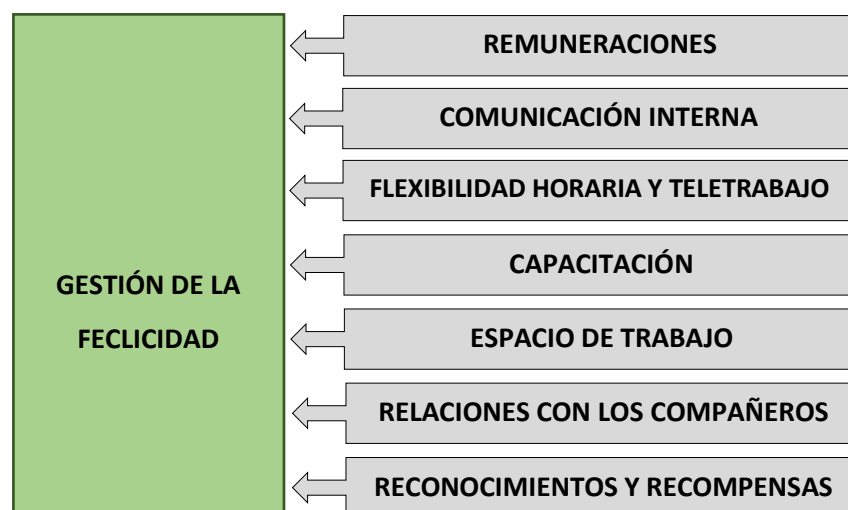 REMUNERACIONES
COMUNICACIÓN INTERNA
FLEXIBILIDAD HORARIA Y TELETRABAJO
CAPACITACIÓN
GESTIÓN DE LA
FECLICIDAD
ESPACIO DE TRABAJO
RELACIONES CON LOS COMPAÑEROS
RECONOCIMIENTOS Y RECOMPENSAS